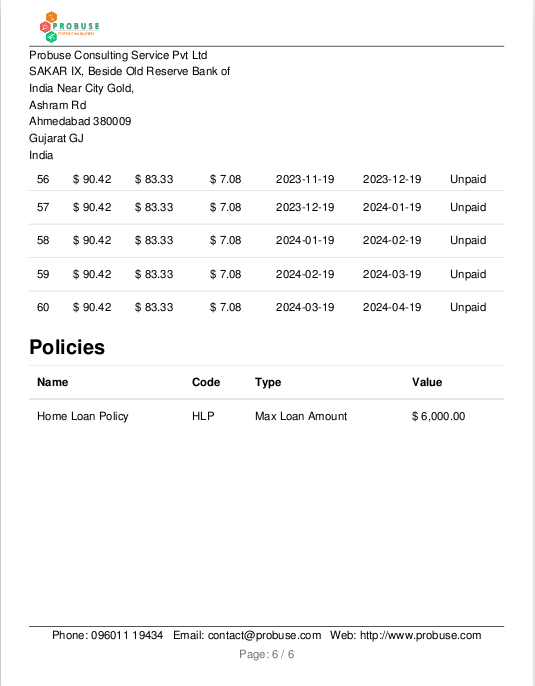 PROBUSE
Probuse Consulting Service Pvt Ltd
SAKAR IX, Beside Old Reserve Bank of
India Near City Gold,
Ashram Rd
Ahmedabad 380009
Gujarat GJ
India
56 $ 90.42 $ 83.33 $ 7.08 2023-11-19 2023-12-19 Unpaid
57 $ 90.42 $ 83.33 $ 7.08 2023-12-19 2024-01-19 Unpaid
58 $ 90.42 $ 83.33 $ 7.08 2024-01-19 2024-02-19 Unpaid
59 $ 90.42 $ 83.33 $ 7.08 2024-02-19 2024-03-19 Unpaid
60 $ 90.42 $ 83.33 $ 7.08 2024-03-19 2024-04-19 Unpaid
Policies
Name Code Type Value
Home Loan Policy HLP Max Loan Amount $ 6,000.00
Phone: 096011 19434 Email: contact@probuse.com Web: http://www.probuse.com
Page: 6 / 6